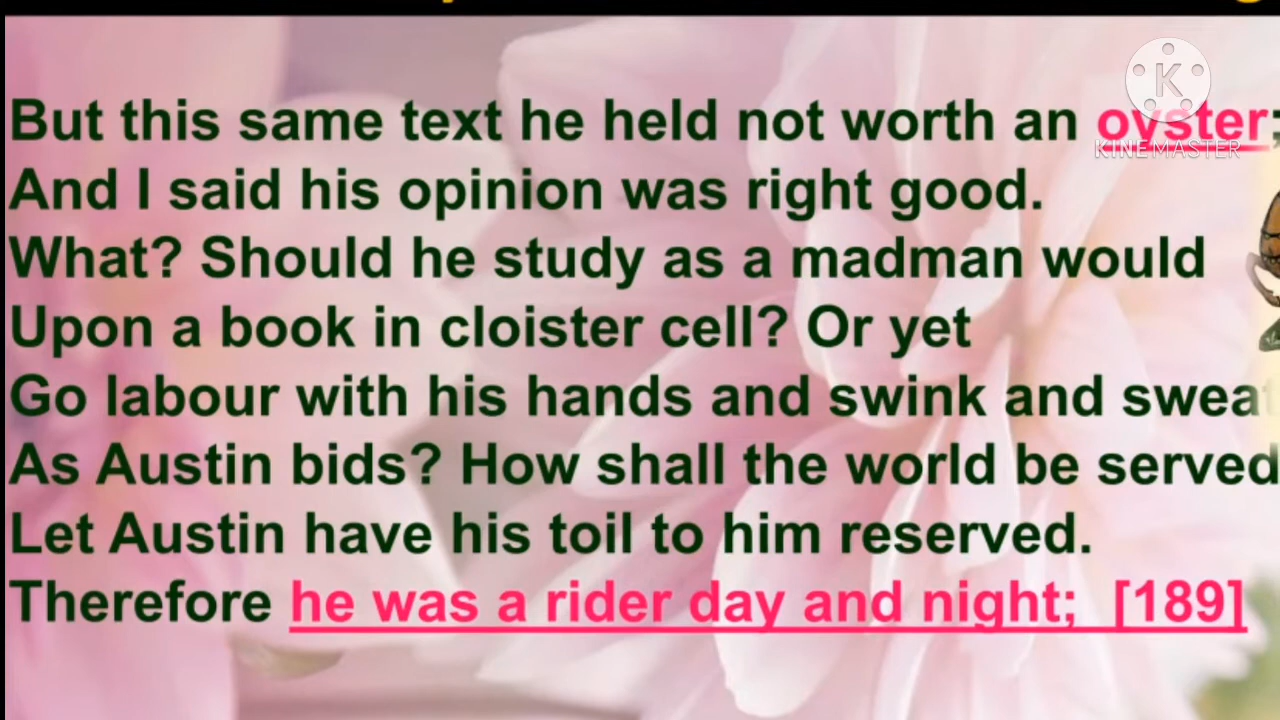 But this same text he held not worth an oyster;
KINEMASTER
And I said his opinion was right good.
What? Should he study as a madman would
Upon a book in cloister cell? Or yet
Go labour with his hands and swink and sweat
As Austin bids? How shall the world be served
Let Austin have his toil to him reserved.
Therefore he was a rider day and night; [189]